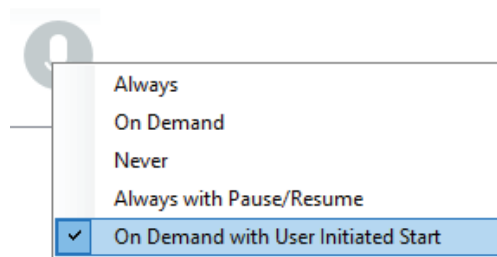 Always
On Demand
Never
Always with Pause/Resume
On Demand with User Initiated Start